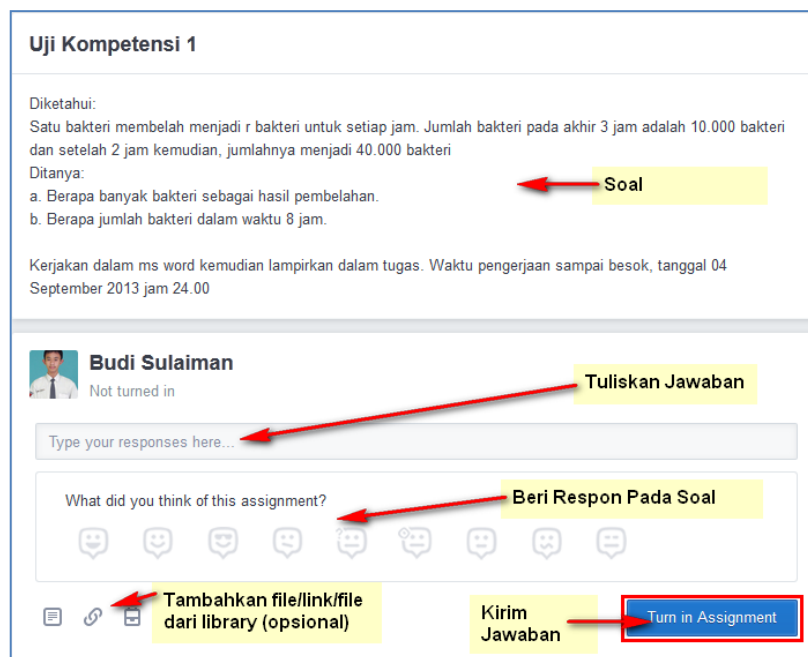 Uji Kompetensi 1
Diketahui:
Satu bakteri membelah menjadi r bakteri untuk setiap jam. Jumlah bakteri pada akhir 3 jam adalah 10.000 bakteri
dan setelah 2 jam kemudian, jumlahnya menjadi 40.000 bakteri
Ditanya:
a. Berapa banyak bakteri sebagai hasil pembelahan.
b. Berapa jumlah bakteri dalam waktu 8 jam.
Soal
Kerjakan dalam ms word kemudian lampirkan dalam tugas. Waktu pengerjaan sampai besok, tanggal 04
September 2013 jam 24.00
Budi Sulaiman
Not turned in
Tuliskan Jawaban
Type your responses here...
What did you think of this assignment?
Beri Respon Pada Soal
Tambahkan file/link/file
dari library (opsional)
Kirim
Jawaban
Turn in Assignment